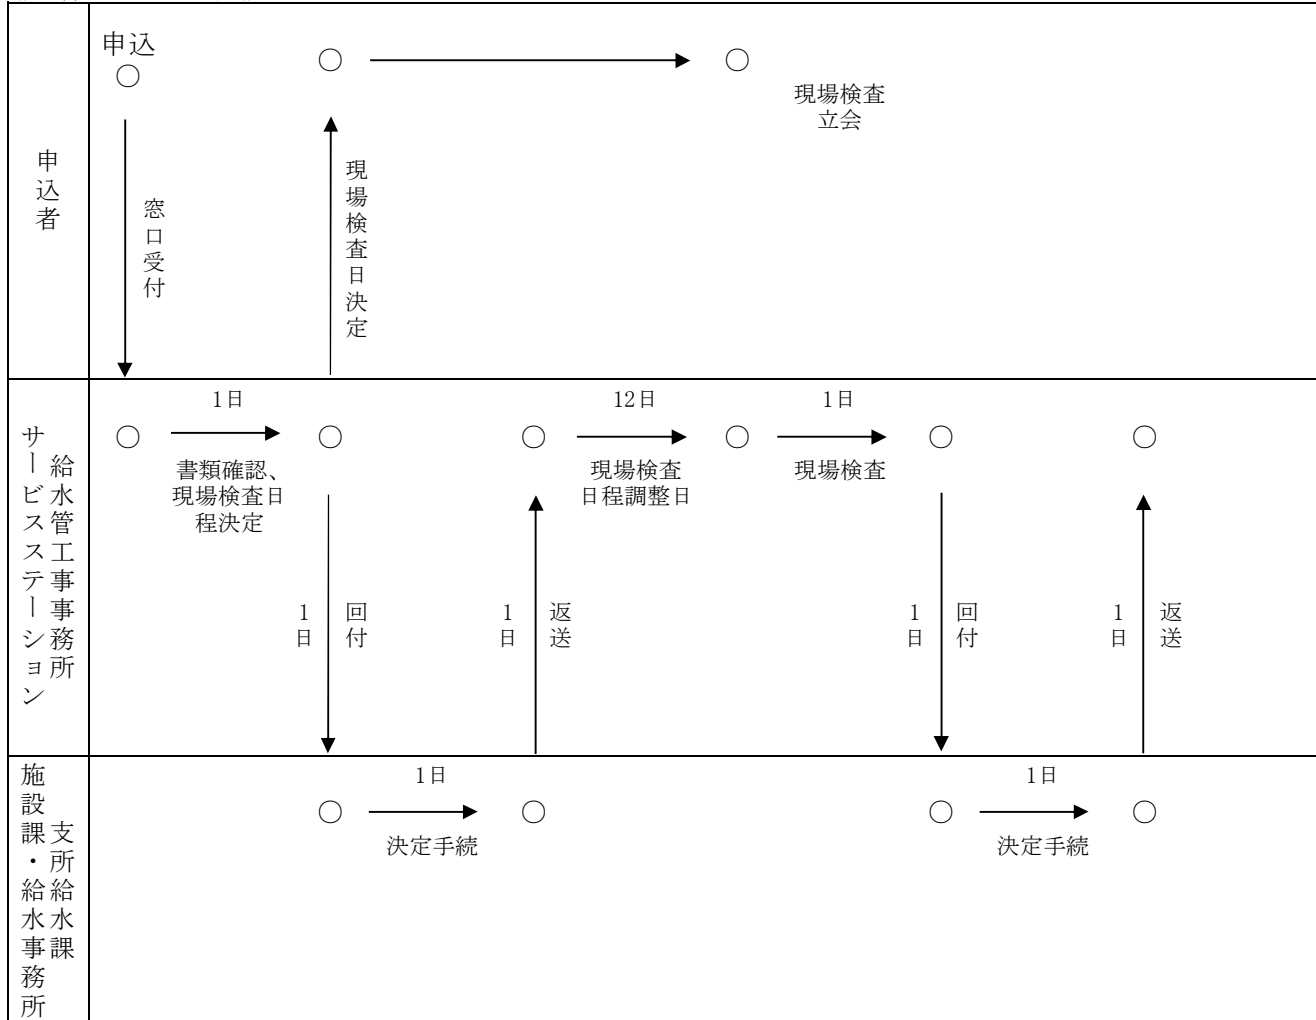 申込者
申込
窓口受付
現場検査日決定
現場検査
立会
給水管工事事務所
サービスステーション
1日
書類確認、
現場検査日
程決定
1日
回付
1日
返送
12日
現場検査
日程調整日
1日
現場検査
1日
回付
1日
返送
支所給水課
施設課・給水事務所
1日
決定手続
1日
決定手続